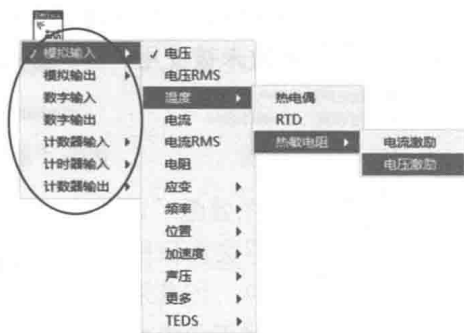 ✓ 模拟输入
模拟输出
数字输入
数字输出
计数器输入
计时器输入
计数器输出
✓ 电压
电压RMS
温度
电流
电流RMS
电阻
应变
频率
位置
加速度
声压
更多
TEDS
热电偶
RTD
热敏电阻
电流激励
电压激励